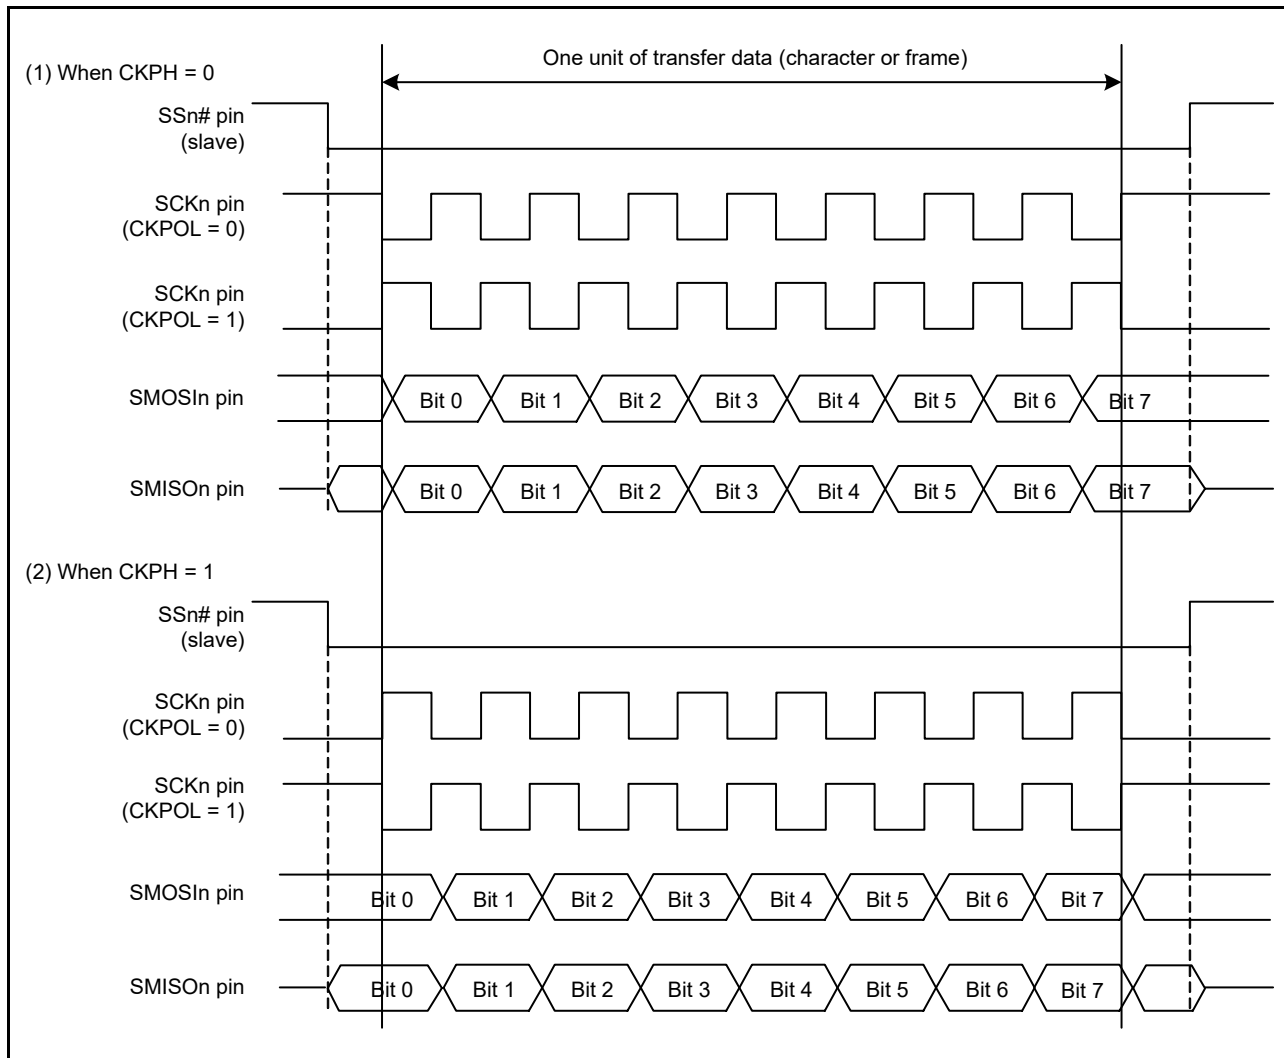 One unit of transfer data (character or frame)
(1) When CKPH = 0
SSn# pin
(slave)
SCKn pin
(CKPOL = 0)
SCKn pin
(CKPOL = 1)
SMOSIn pin
Bit 0 Bit 1 Bit 2 Bit 3 Bit 4 Bit 5 Bit 6 Bit 7
SMISOn pin
Bit 0 Bit 1 Bit 2 Bit 3 Bit 4 Bit 5 Bit 6 Bit 7
(2) When CKPH = 1
SSn# pin
(slave)
SCKn pin
(CKPOL = 0)
SCKn pin
(CKPOL = 1)
SMOSIn pin
Bit 0 Bit 1 Bit 2 Bit 3 Bit 4 Bit 5 Bit 6 Bit 7
SMISOn pin
Bit 0 Bit 1 Bit 2 Bit 3 Bit 4 Bit 5 Bit 6 Bit 7